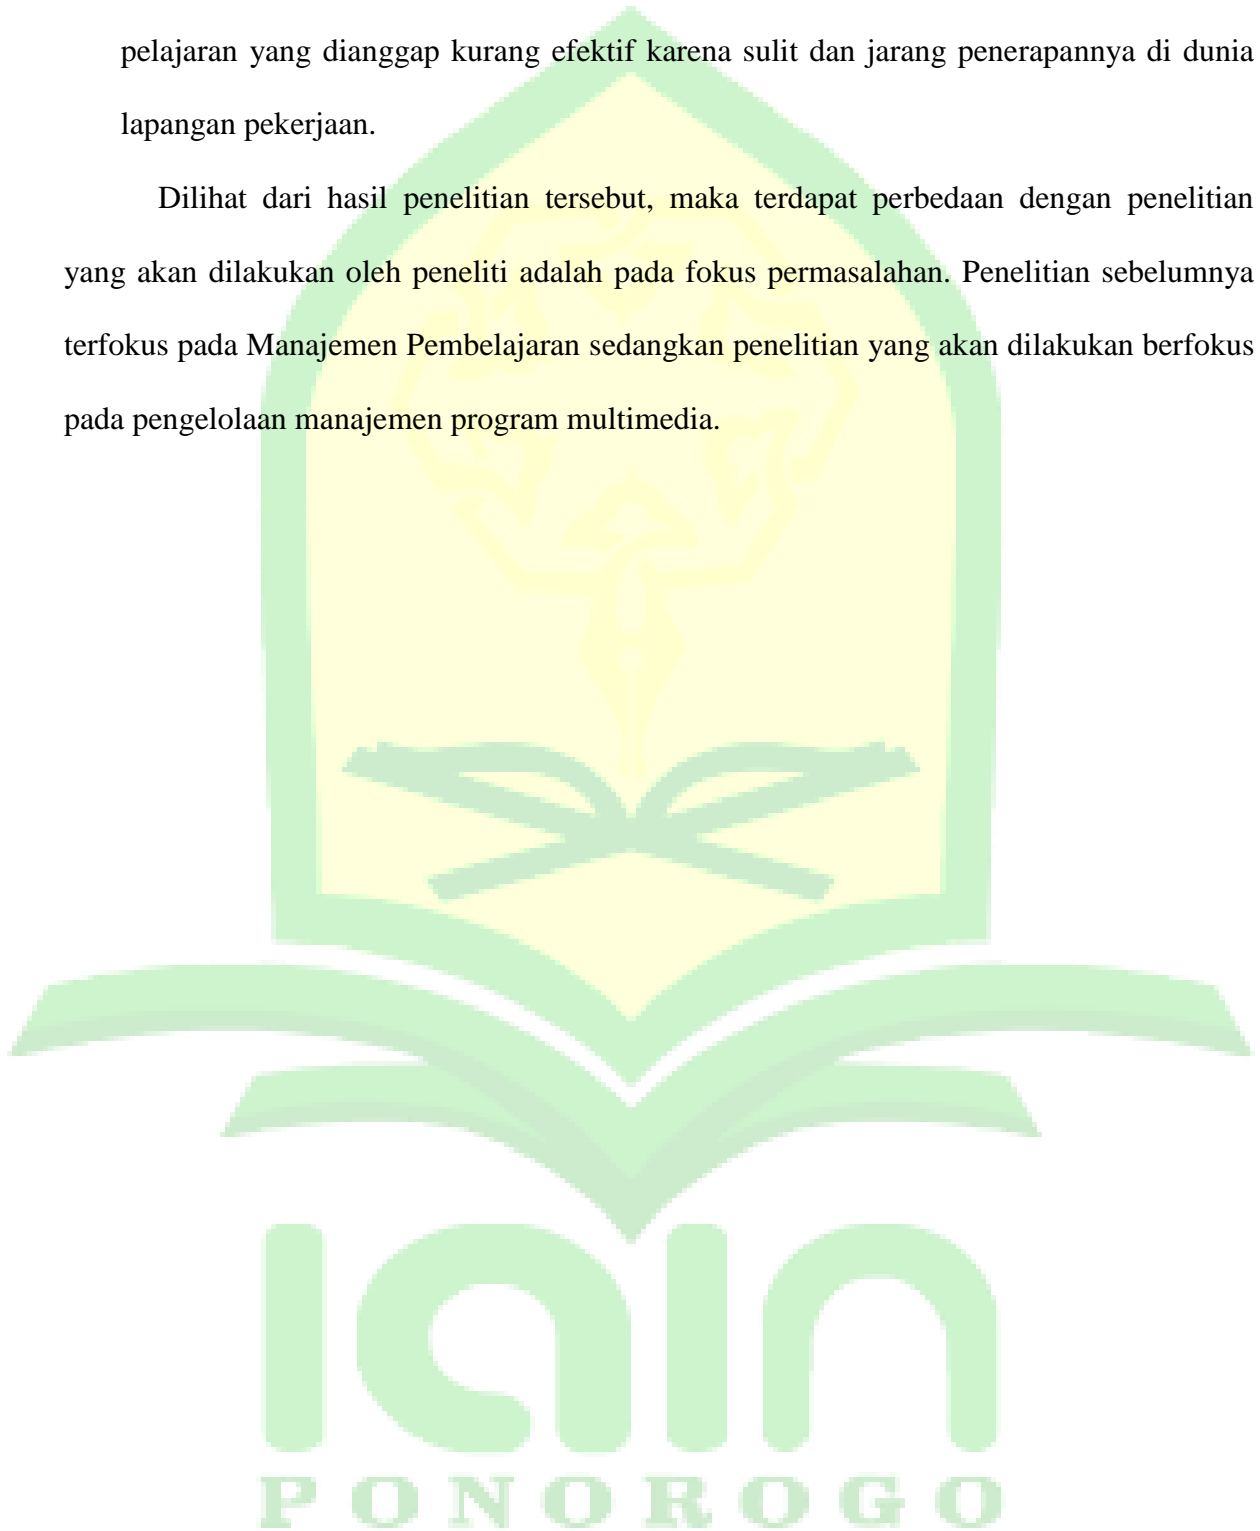 pelajaran yang dianggap kurang efektif karena sulit dan jarang penerapannya di dunia
lapangan pekerjaan.
Dilihat dari hasil penelitian tersebut, maka terdapat perbedaan dengan penelitian
yang akan dilakukan oleh peneliti adalah pada fokus permasalahan. Penelitian sebelumnya
terfokus pada Manajemen Pembelajaran sedangkan penelitian yang akan dilakukan berfokus
pada pengelolaan manajemen program multimedia.
iain
PONOROGO